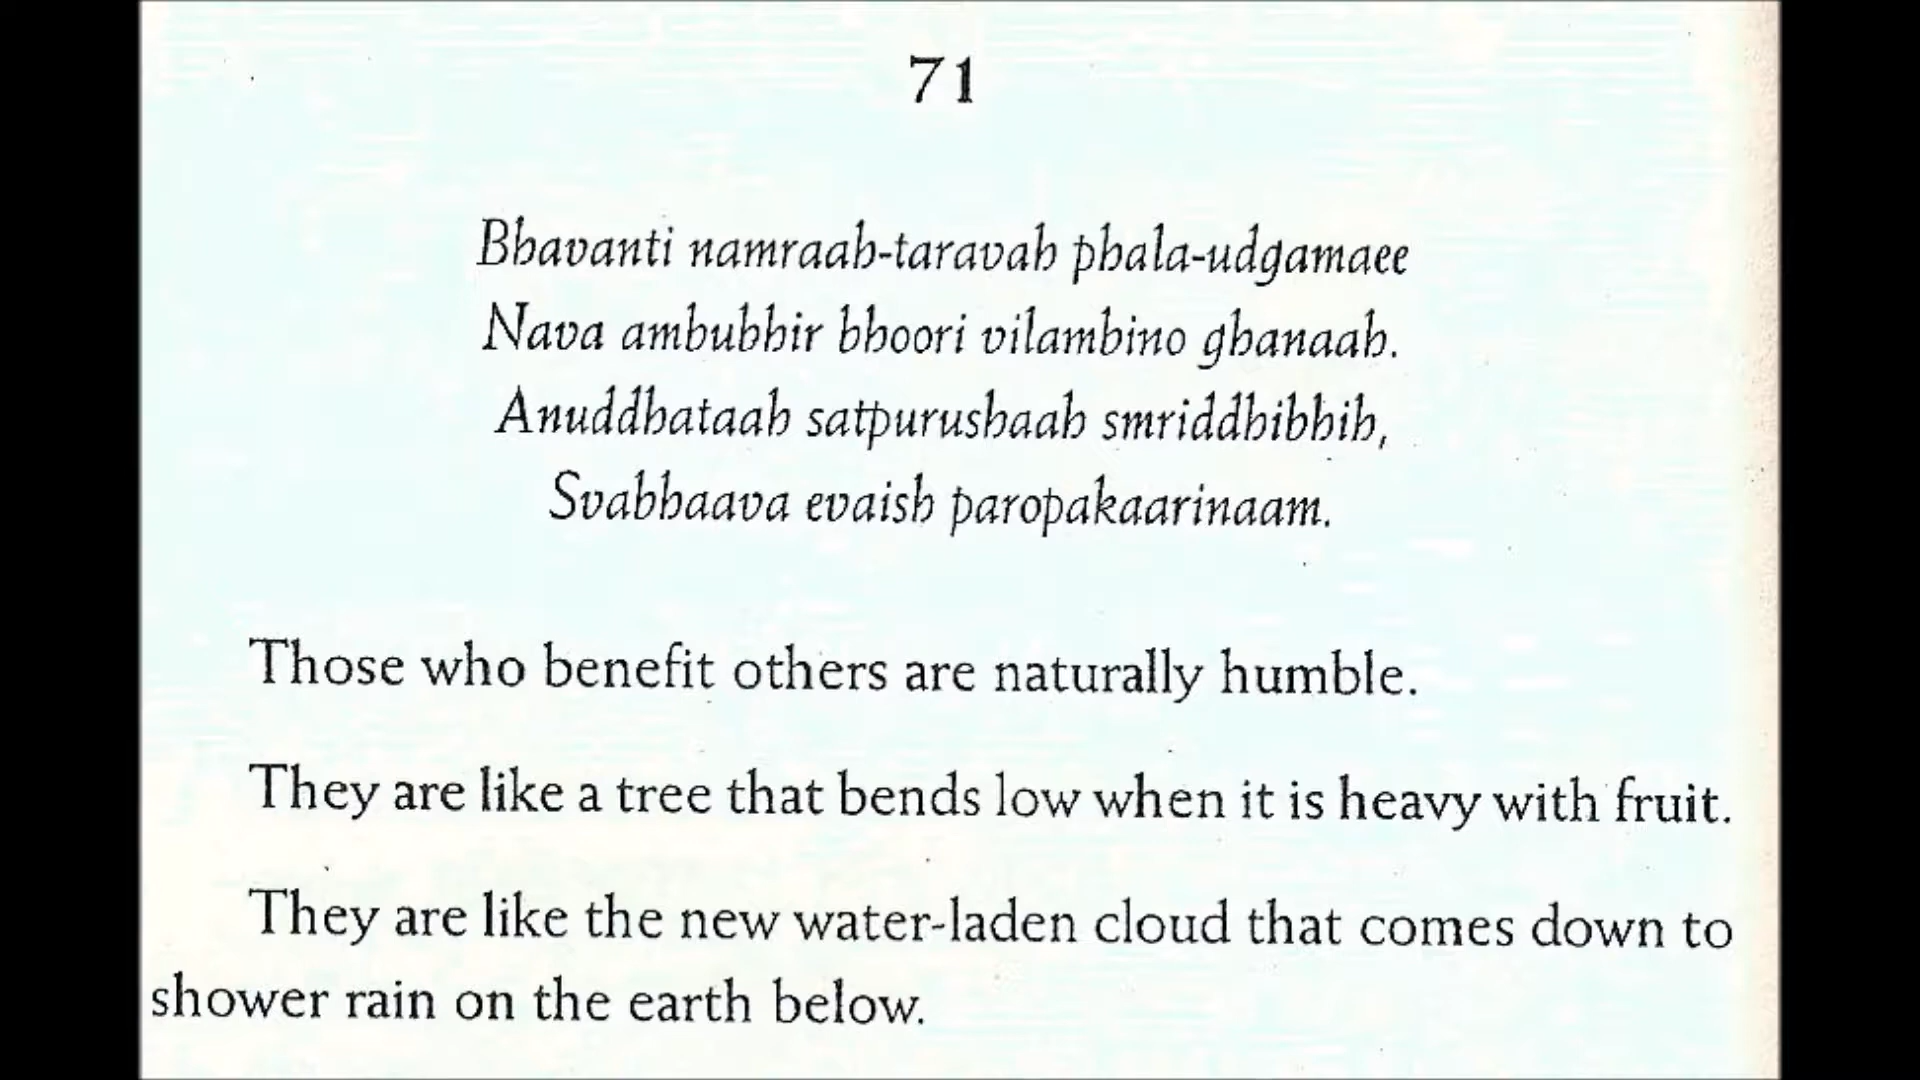 71
Bhavanti namraah-taravah phala-udgamaee
Nava ambubhir bhoori vilambino ghanaah.
Anuddhataah satpurushaah smriddhibhih,
Svabhaava evaish paropakaarinaam.
Those who benefit others are naturally humble.
They are like a tree that bends low when it is heavy with fruit.
They are like the new water-laden cloud that comes down to
shower rain on the earth below.